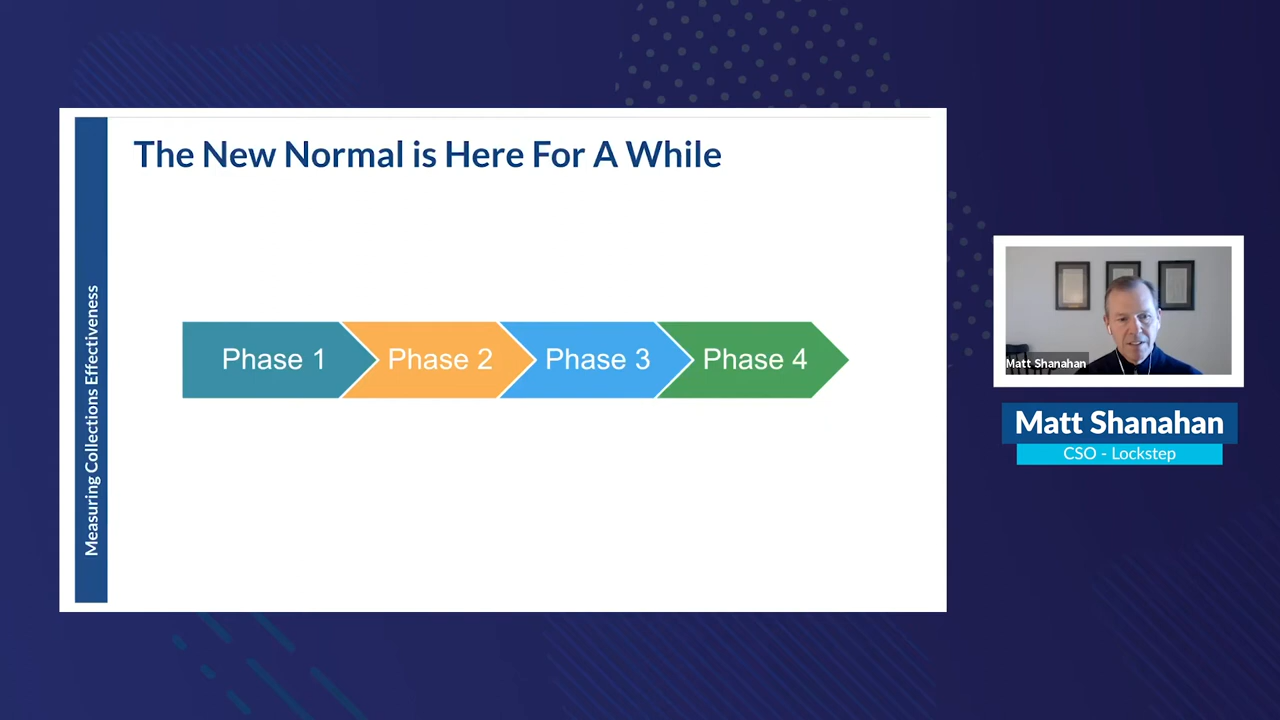 The New Normal is Here For A While
Measuring Collections Effectiveness
Phase 1
Phase 2
Phase 3
Phase 4
Matt Shanahan
Matt Shanahan
CSO - Lockstep